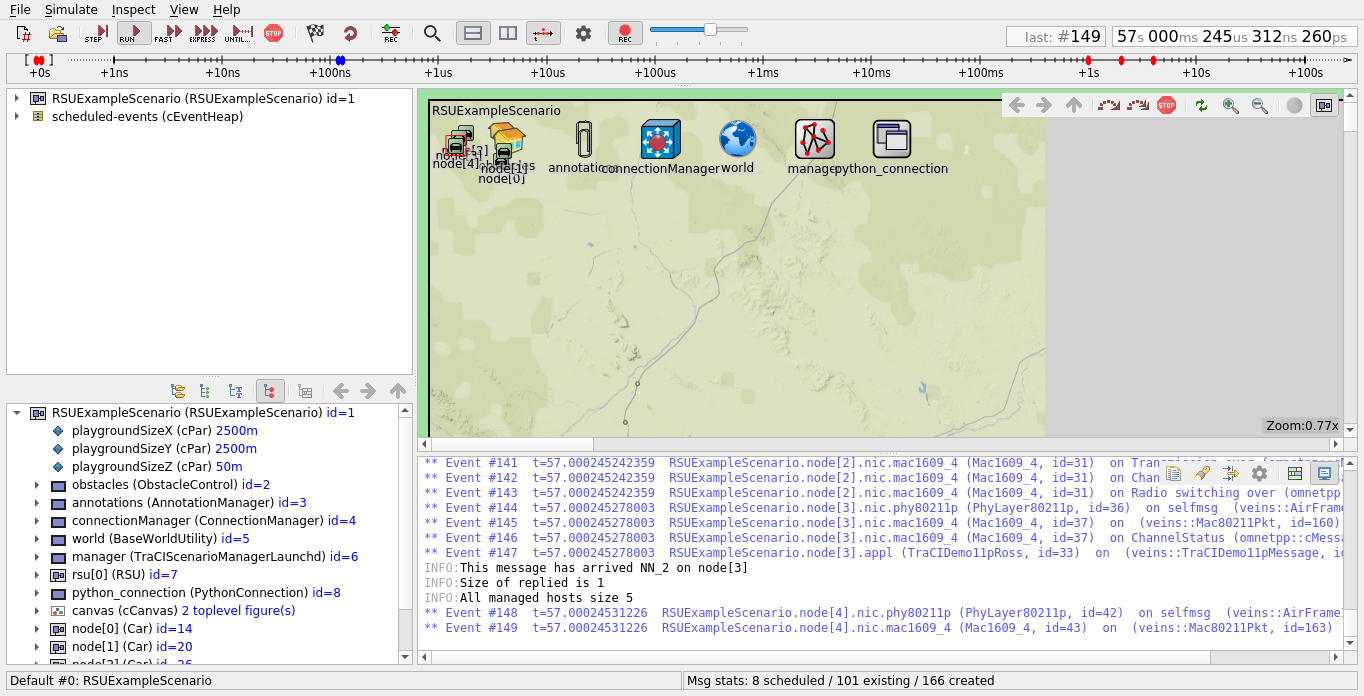 File Simulate Inspect View Help
STEP RUN FAST EXPRESS UNTIL... STOP REC REC
last: #149 57s 000ms 245us 312ns 260ps
+0s +1ns +10ns +100ns +1us +10us +100us +1ms +10ms +100ms +1s +10s +100s
RSUExampleScenario (RSUExampleScenario) id=1
scheduled-events (cEventHeap)
RSUExampleScenario (RSUExampleScenario) id=1
playgroundSizeX (cPar) 2500m
playgroundSizeY (cPar) 2500m
playgroundSizeZ (cPar) 50m
obstacles (ObstacleControl) id=2
annotations (AnnotationManager) id=3
connectionManager (ConnectionManager) id=4
world (BaseWorldUtility) id=5
manager (TraCIScenarioManagerLaunchd) id=6
rsu[0] (RSU) id=7
python_connection (PythonConnection) id=8
canvas (cCanvas) 2 toplevel figure(s)
node[0] (Car) id=14
node[1] (Car) id=20
node[2] (Car) id=26
RSUExampleScenario
STOP
node[4] node[1] annotatio connectionManager world manage python_connection
node[0]
Zoom:0.77x
** Event #141 t=57.000245242359 RSUExampleScenario.node[2].nic.mac1609_4 (Mac1609_4, id=31) on
** Event #142 t=57.000245242359 RSUExampleScenario.node[2].nic.mac1609_4 (Mac1609_4, id=31) on Chan
** Event #143 t=57.000245242359 RSUExampleScenario.node[2].nic.mac1609_4 (Mac1609_4, id=31) on Radio switching over (omnetpp
** Event #144 t=57.000245278003 RSUExampleScenario.node[3].nic.phy80211p (PhyLayer80211p, id=36) on selfmsg (veins::AirFrame
** Event #145 t=57.000245278003 RSUExampleScenario.node[3].nic.mac1609_4 (Mac1609_4, id=37) on (veins::Mac80211Pkt, id=160)
** Event #146 t=57.000245278003 RSUExampleScenario.node[3].nic.mac1609_4 (Mac1609_4, id=37) on ChannelStatus (omnetpp::cMessa
** Event #147 t=57.000245278003 RSUExampleScenario.node[3].appl (TraCIDemo11pRoss, id=33) on (veins::TraCIDemo11pMessage, id
INFO:This message has arrived NN_2 on node[3]
INFO:Size of replied is 1
INFO:All managed hosts size 5
** Event #148 t=57.00024531226 RSUExampleScenario.node[4].nic.phy80211p (PhyLayer80211p, id=42) on selfmsg (veins::AirFrame
** Event #149 t=57.00024531226 RSUExampleScenario.node[4].nic.mac1609_4 (Mac1609_4, id=43) on (veins::Mac80211Pkt, id=163)
Default #0: RSUExampleScenario
Msg stats: 8 scheduled / 101 existing / 166 created